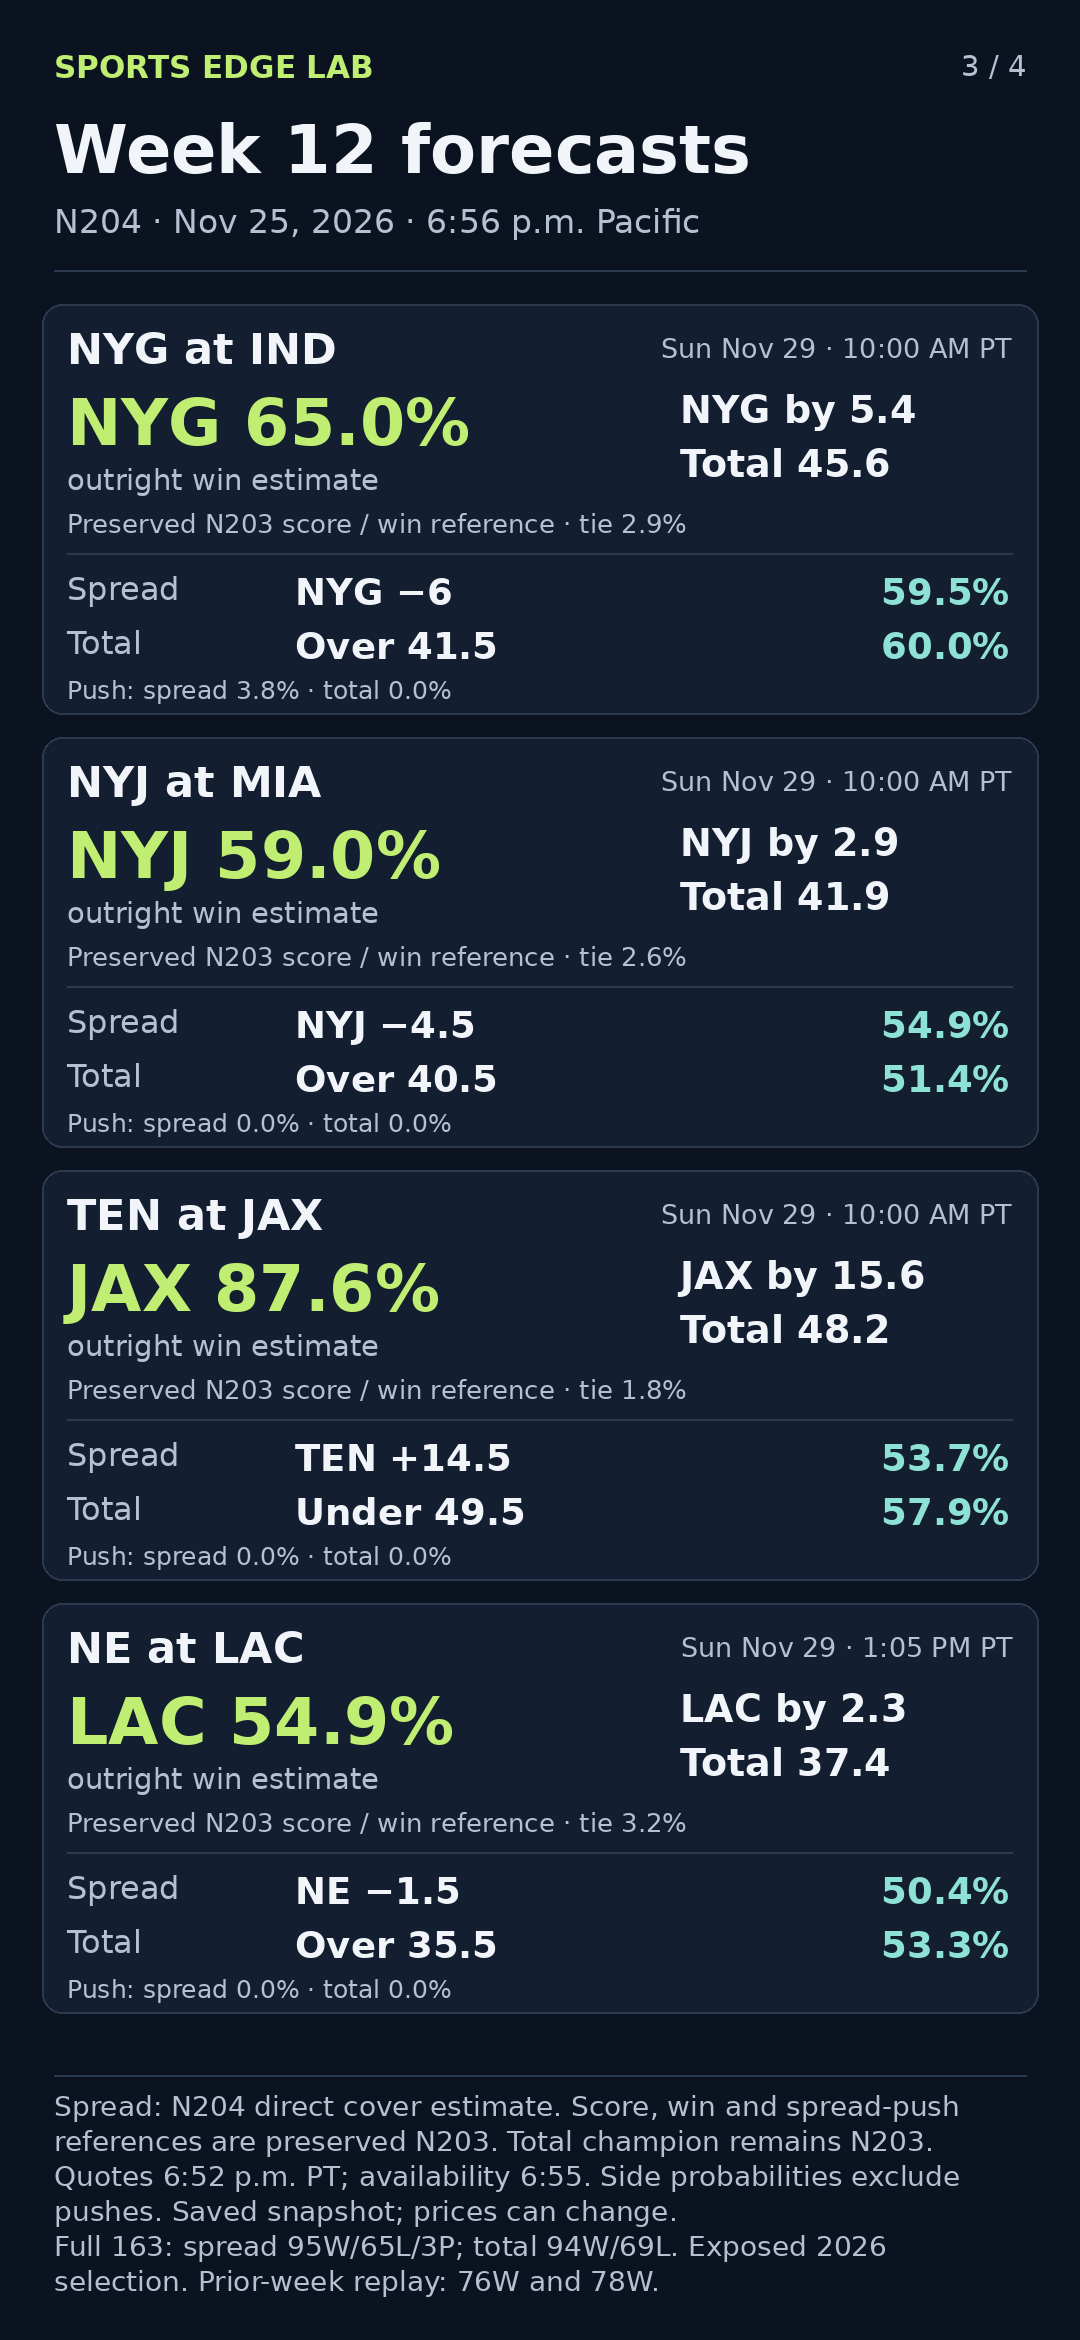 SPORTS EDGE LAB
3 / 4
Week 12 forecasts
N204 · Nov 25, 2026 · 6:56 p.m. Pacific
NYG at IND
Sun Nov 29 · 10:00 AM PT
NYG 65.0%
NYG by 5.4
Total 45.6
outright win estimate
Preserved N203 score / win reference · tie 2.9%
Spread NYG −6 59.5%
Total Over 41.5 60.0%
Push: spread 3.8% · total 0.0%
NYJ at MIA
Sun Nov 29 · 10:00 AM PT
NYJ 59.0%
NYJ by 2.9
Total 41.9
outright win estimate
Preserved N203 score / win reference · tie 2.6%
Spread NYJ −4.5 54.9%
Total Over 40.5 51.4%
Push: spread 0.0% · total 0.0%
TEN at JAX
Sun Nov 29 · 10:00 AM PT
JAX 87.6%
JAX by 15.6
Total 48.2
outright win estimate
Preserved N203 score / win reference · tie 1.8%
Spread TEN +14.5 53.7%
Total Under 49.5 57.9%
Push: spread 0.0% · total 0.0%
NE at LAC
Sun Nov 29 · 1:05 PM PT
LAC 54.9%
LAC by 2.3
Total 37.4
outright win estimate
Preserved N203 score / win reference · tie 3.2%
Spread NE −1.5 50.4%
Total Over 35.5 53.3%
Push: spread 0.0% · total 0.0%
Spread: N204 direct cover estimate. Score, win and spread-push
references are preserved N203. Total champion remains N203.
Quotes 6:52 p.m. PT; availability 6:55. Side probabilities exclude
pushes. Saved snapshot; prices can change.
Full 163: spread 95W/65L/3P; total 94W/69L. Exposed 2026
selection. Prior-week replay: 76W and 78W.